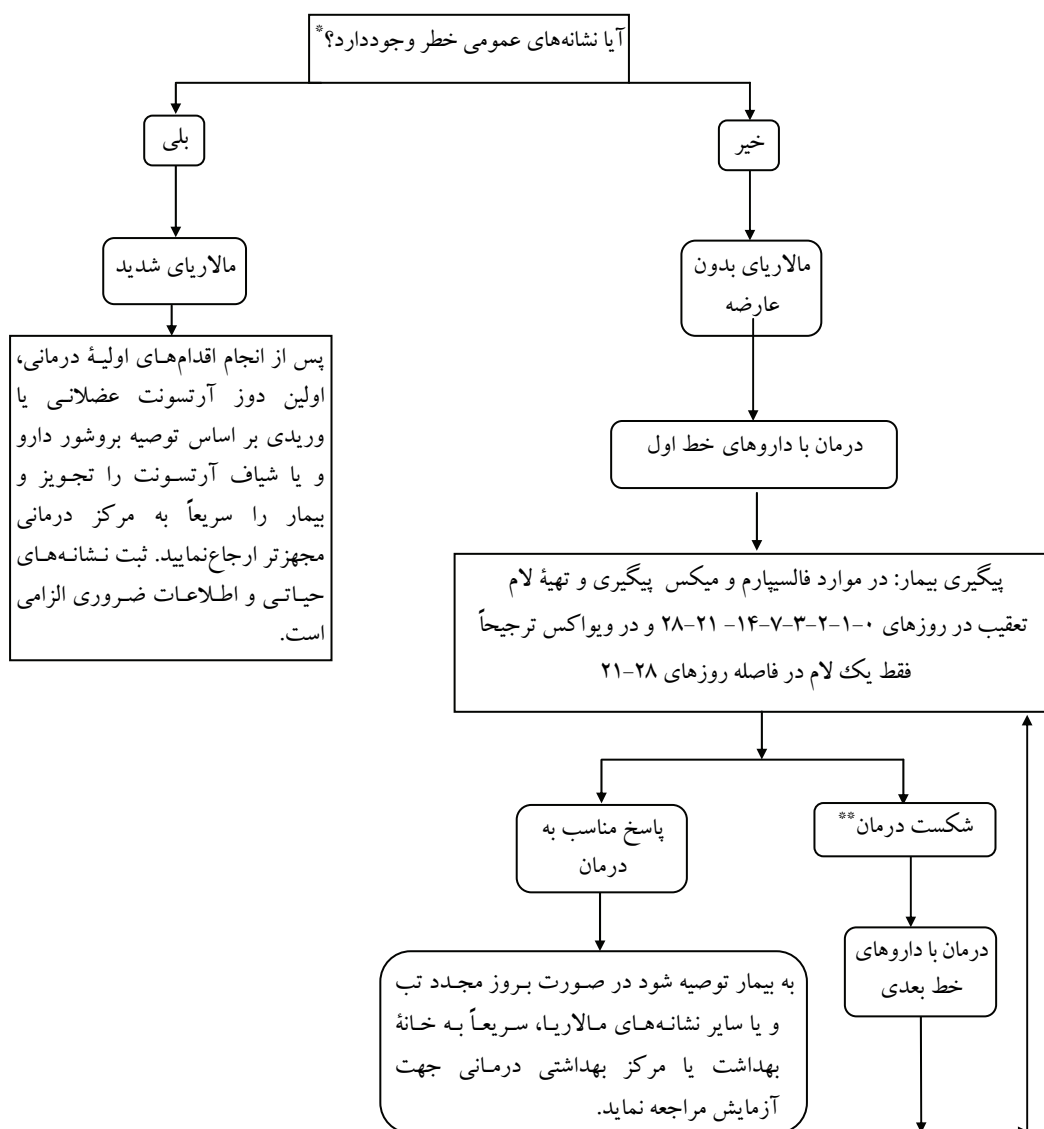 آیا نشانه‌های عمومی خطر وجوددارد؟*
بلی
خیر
مالاریای شدید
مالاریای بدون
عارضه
پس از انجام اقدام‌های اولیۀ درمانی،
اولین دوز آرتسونت عضلانی یا
وریدی بر اساس توصیه بروشور دارو
و یا شیاف آرتسونت را تجویز و
بیمار را سریعاً به مرکز درمانی
مجهزتر ارجاع‌نمایید. ثبت نشانه‌های
حیاتی و اطلاعات ضروری الزامی
است.
درمان با داروهای خط اول
پیگیری بیمار: در موارد فالسیپارم و میکس پیگیری و تهیۀ لام
تعقیب در روزهای ۰-۱-۲-۳-۷-۱۴- ۲۱-۲۸ و در ویواکس ترجیحاً
فقط یک لام در فاصله روزهای ۲۸-۲۱
پاسخ مناسب به
درمان
شکست درمان**
درمان با داروهای
خط بعدی
به بیمار توصیه شود در صورت بروز مجدد تب
و یا سایر نشانه‌های مالاریا، سریعاً به خانۀ
بهداشت یا مرکز بهداشتی درمانی جهت
آزمایش مراجعه نماید.